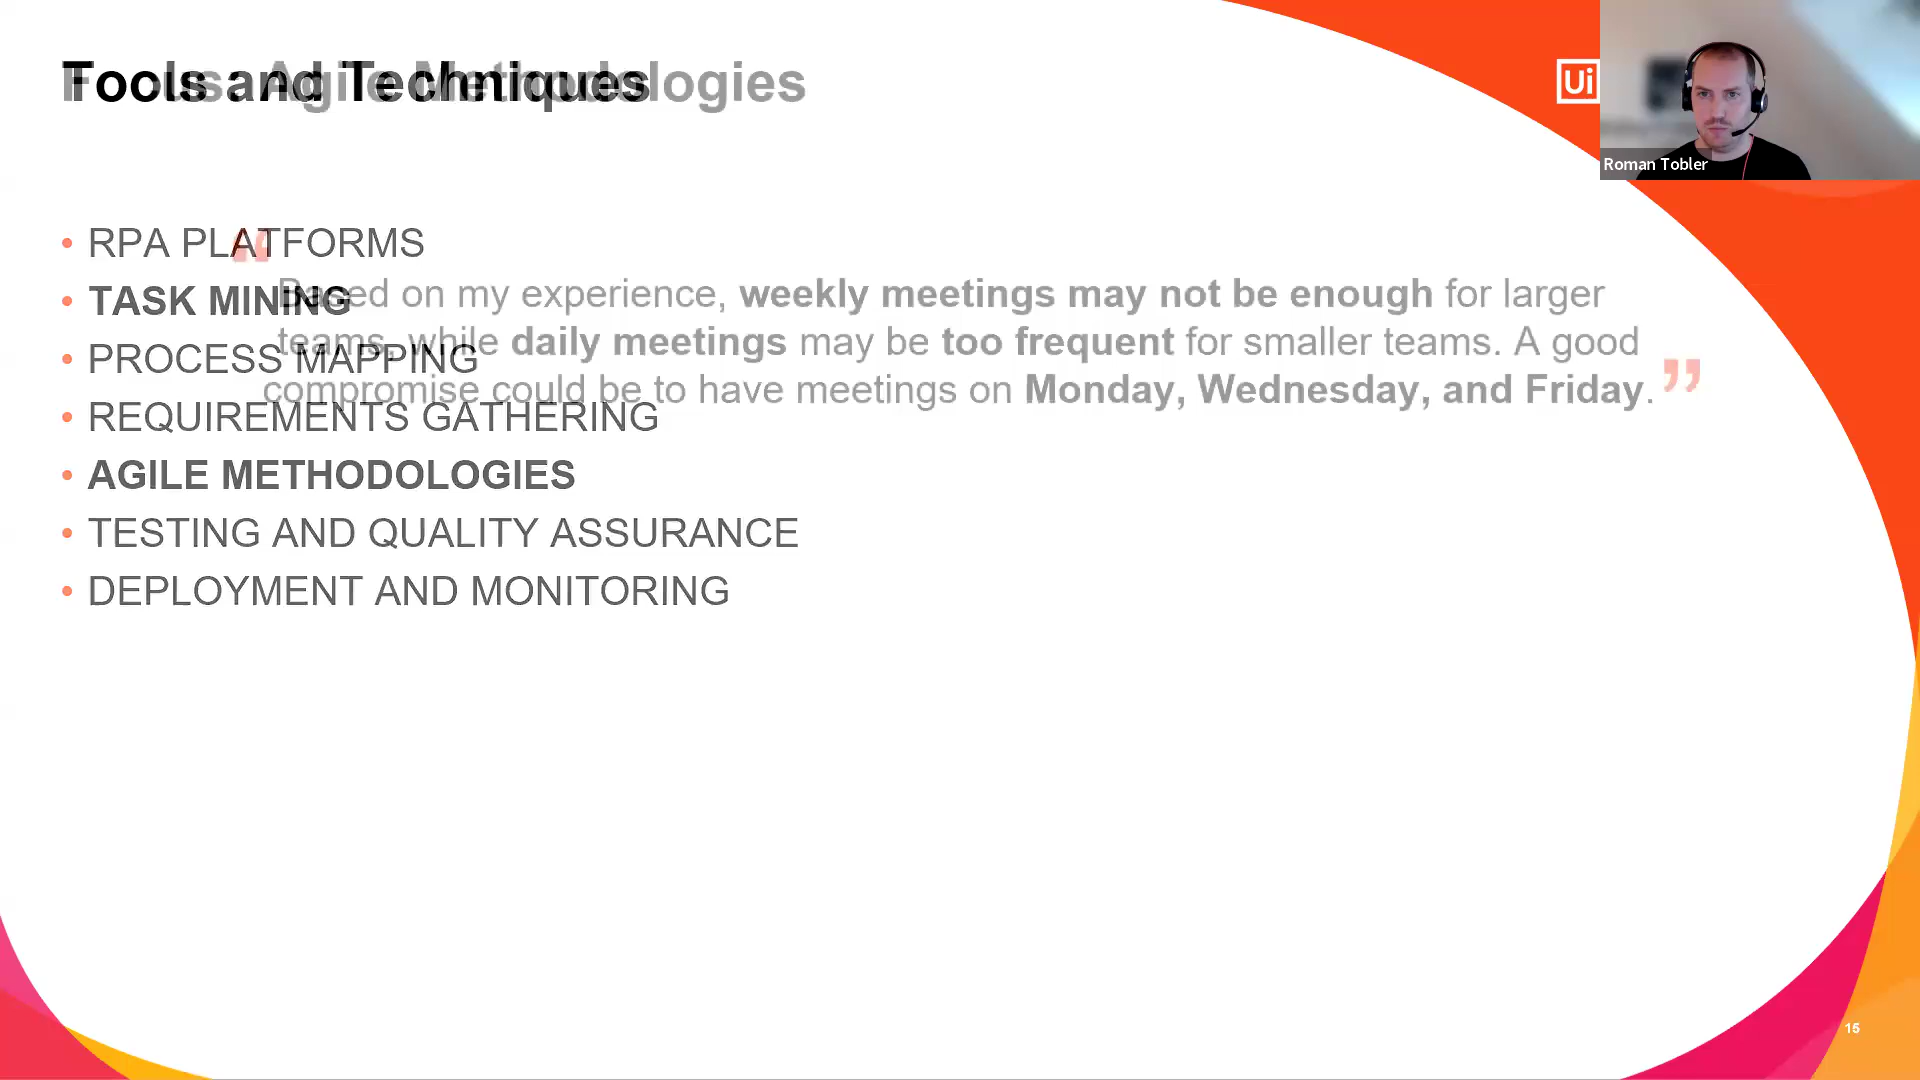 Tools and Techniques
Focus: Agile Methodologies
Ui
Roman Tobler
• RPA PLATFORMS
• TASK MINING
• PROCESS MAPPING
• REQUIREMENTS GATHERING
• AGILE METHODOLOGIES
• TESTING AND QUALITY ASSURANCE
• DEPLOYMENT AND MONITORING
“Based on my experience, weekly meetings may not be enough for larger
teams, while daily meetings may be too frequent for smaller teams. A good
compromise could be to have meetings on Monday, Wednesday, and Friday.”
15